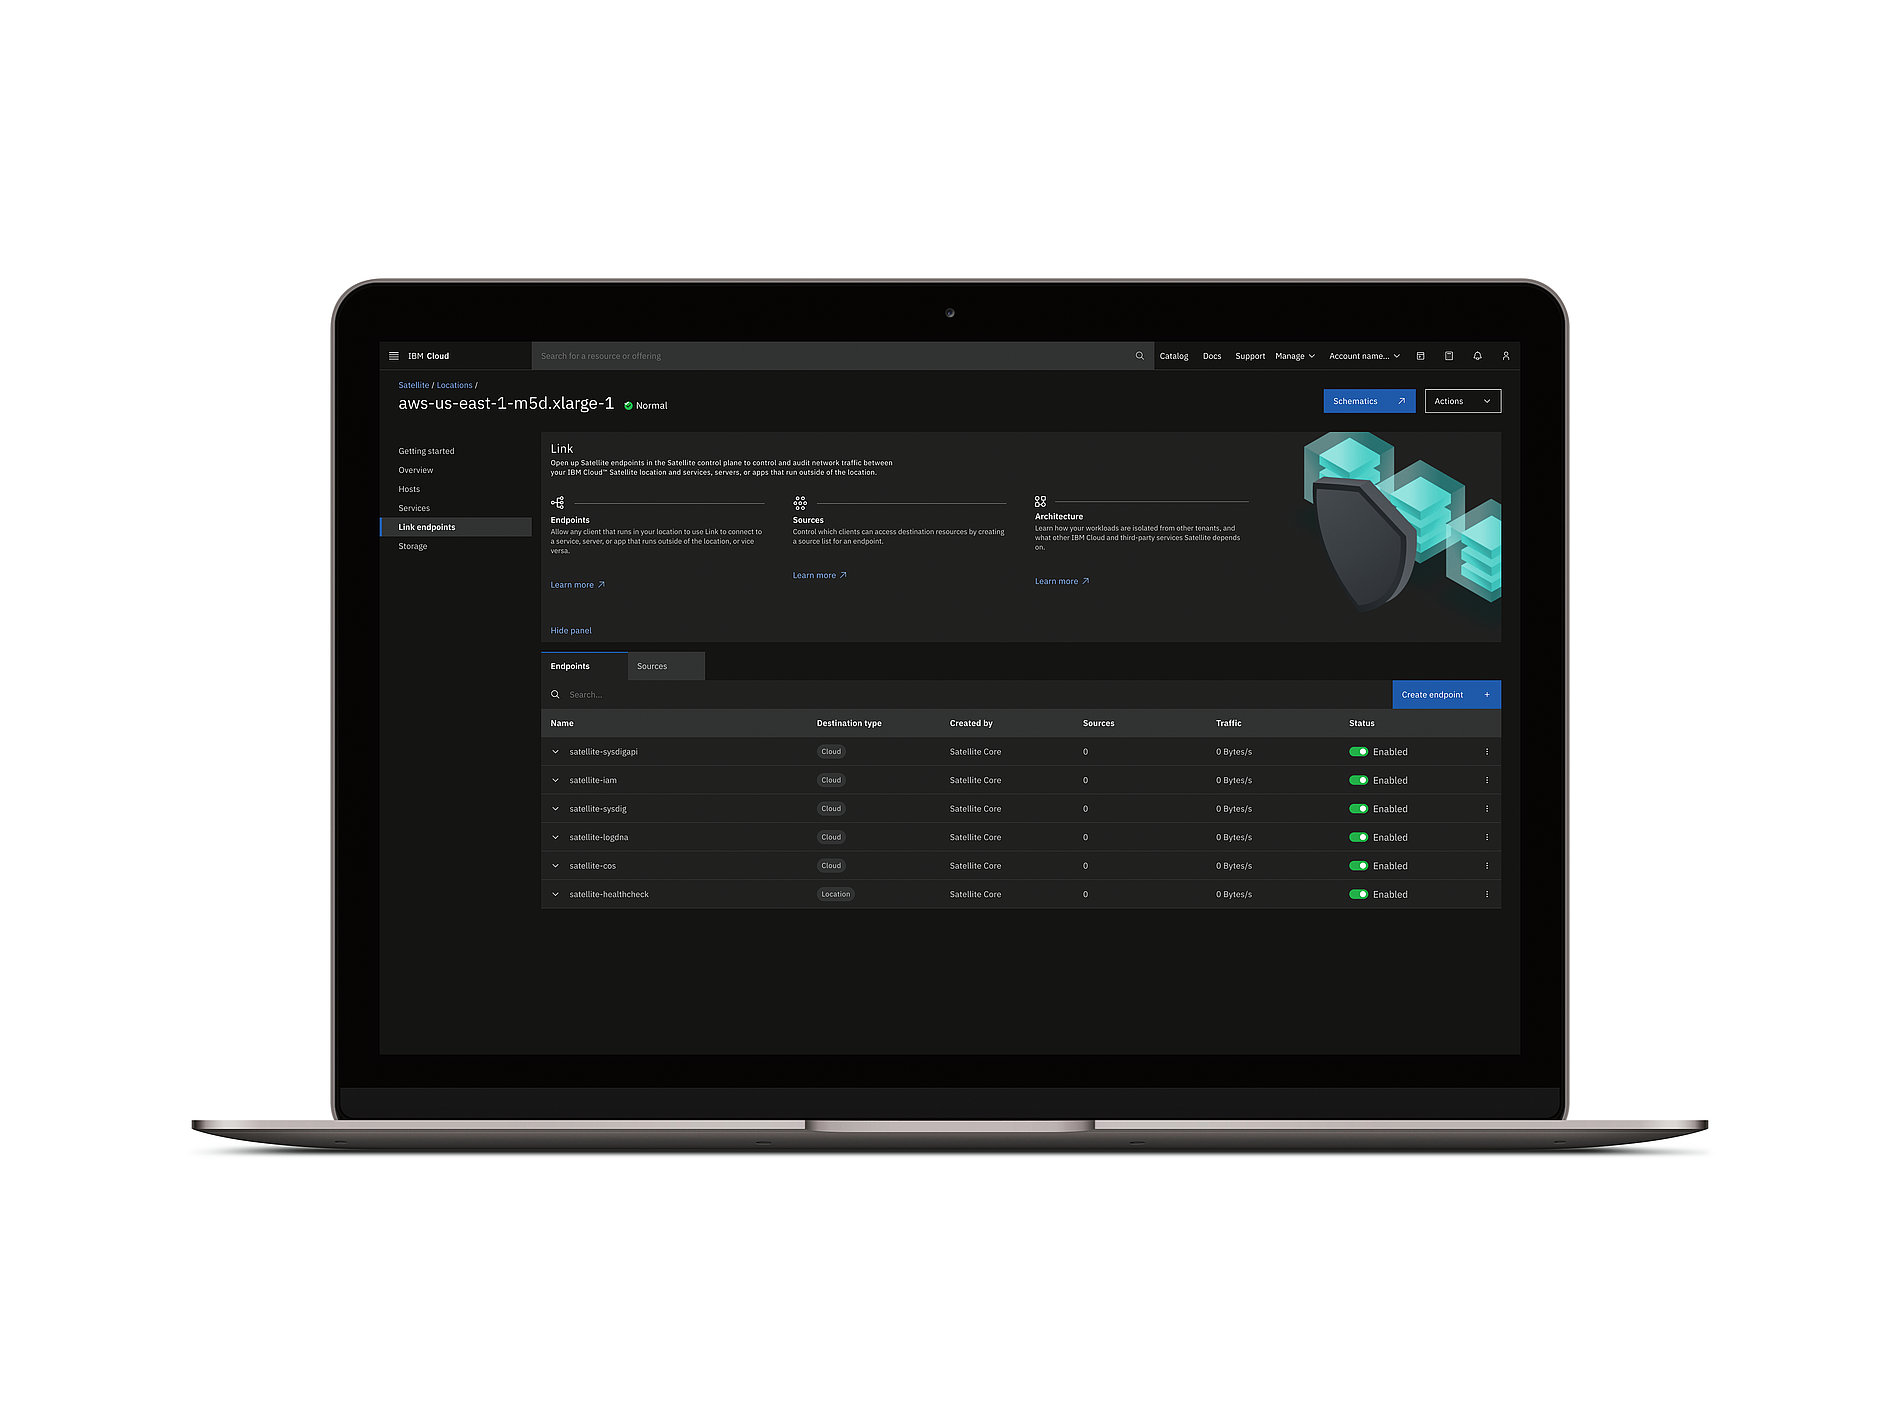 IBM Cloud
Search for a resource or offering
Catalog
Docs
Support
Manage
Account name...
Satellite / Locations /
aws-us-east-1-m5d.xlarge-1
Normal
Schematics
Actions
Getting started
Overview
Hosts
Services
Link endpoints
Storage
Link
Open up Satellite endpoints in the Satellite control plane to control and audit network traffic between
your IBM Cloud™ Satellite location and services, servers, or apps that run outside of the location.
Endpoints
Allow any client that runs in your location to use Link to connect to
a service, server, or app that runs outside of the location, or vice
versa.
Learn more
Sources
Control which clients can access destination resources by creating
a source list for an endpoint.
Learn more
Architecture
Learn how your workloads are isolated from other tenants, and
what other IBM Cloud and third-party services Satellite depends
on.
Learn more
Hide panel
Endpoints
Sources
Search...
Create endpoint +
Name Destination type Created by Sources Traffic Status
satellite-sysdigapi Cloud Satellite Core 0 0 Bytes/s Enabled
satellite-iam Cloud Satellite Core 0 0 Bytes/s Enabled
satellite-sysdig Cloud Satellite Core 0 0 Bytes/s Enabled
satellite-logdna Cloud Satellite Core 0 0 Bytes/s Enabled
satellite-cos Cloud Satellite Core 0 0 Bytes/s Enabled
satellite-healthcheck Location Satellite Core 0 0 Bytes/s Enabled